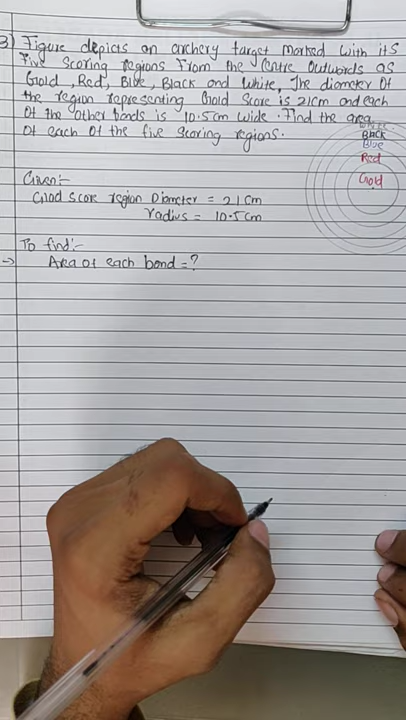 3) Figure depicts an archery target marked with its
Five scoring regions From the Centre Outwords as
Gold, Red, Blue, Black and White, The diameter Of
the region representing Gold Score is 21cm and each
Of the other bands is 10.5cm wide. Find the area
Of each Of the five scoring regions.
White
Black
Blue
Red
Gold
Given:-
Glod score region Diameter = 21cm
radius = 10.5cm
To find:-
→ Area of each bond = ?